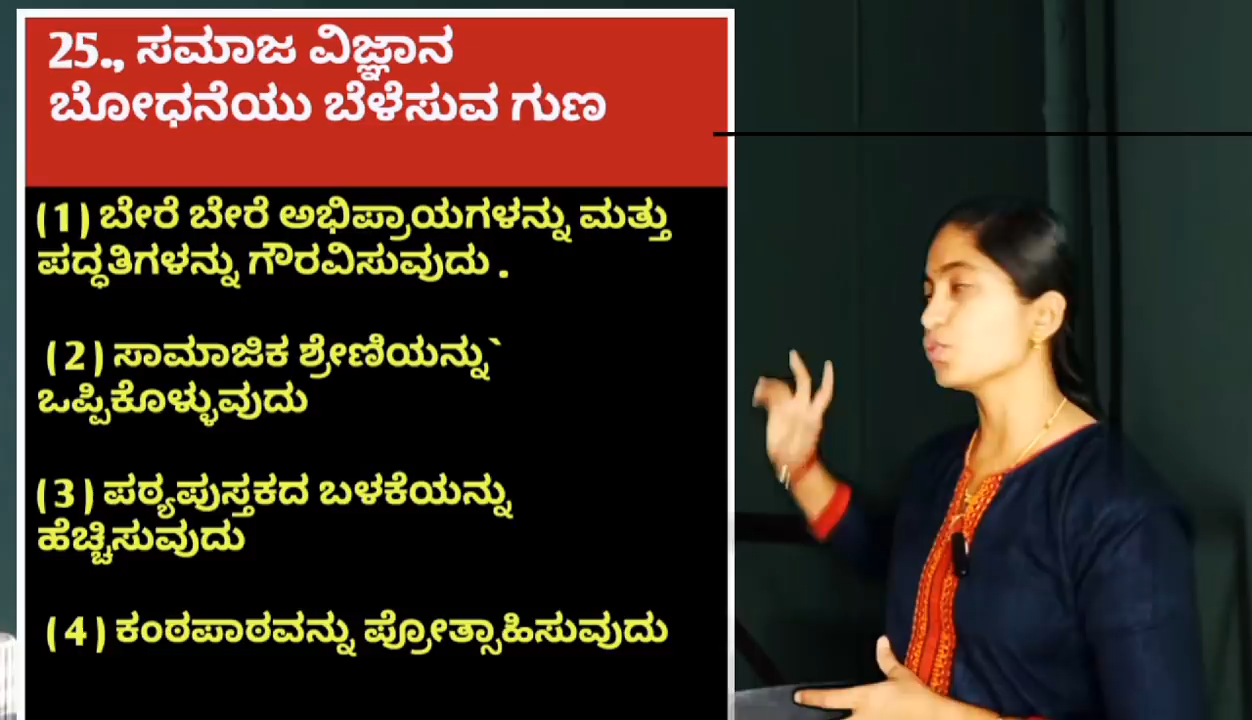 25., ಸಮಾಜ ವಿಜ್ಞಾನ
ಬೋಧನೆಯು ಬೆಳೆಸುವ ಗುಣ
(1) ಬೇರೆ ಬೇರೆ ಅಭಿಪ್ರಾಯಗಳನ್ನು ಮತ್ತು
ಪದ್ಧತಿಗಳನ್ನು ಗೌರವಿಸುವುದು .
(2) ಸಾಮಾಜಿಕ ಶ್ರೇಣಿಯನ್ನು`
ಒಪ್ಪಿಕೊಳ್ಳುವುದು
(3) ಪಠ್ಯಪುಸ್ತಕದ ಬಳಕೆಯನ್ನು
ಹೆಚ್ಚಿಸುವುದು
(4) ಕಂಠಪಾಠವನ್ನು ಪ್ರೋತ್ಸಾಹಿಸುವುದು